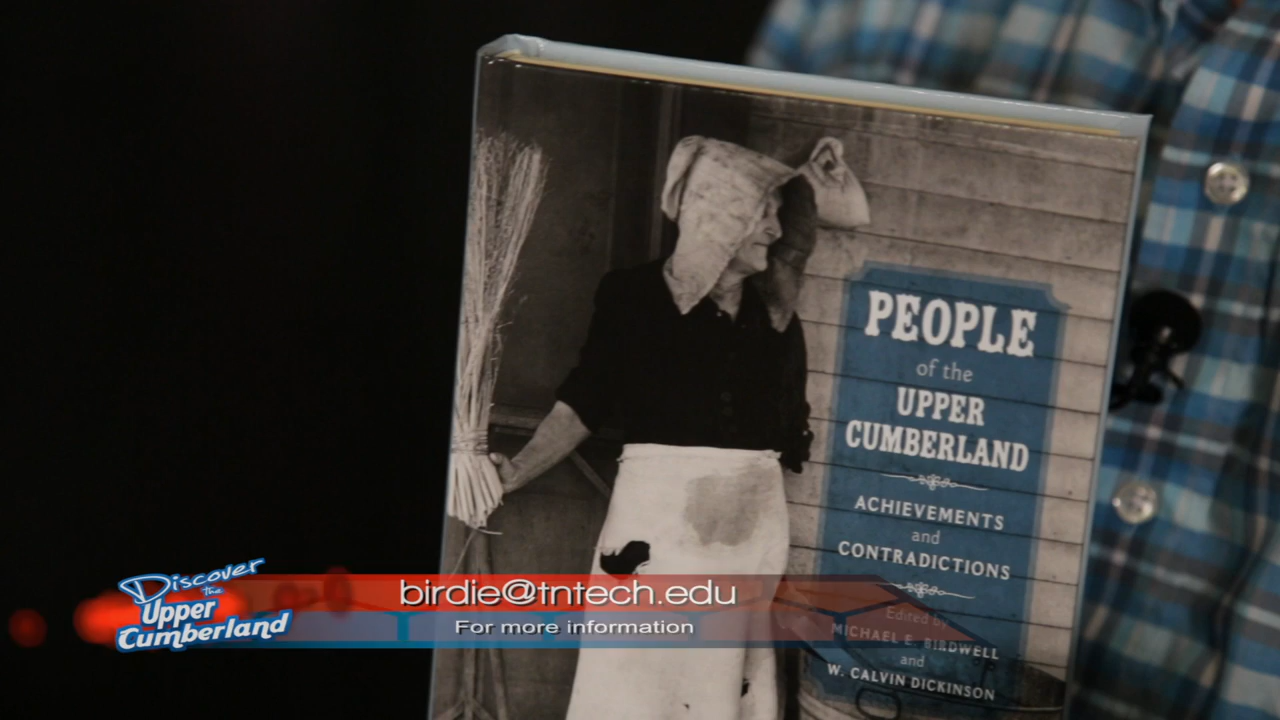 PEOPLE
of the
UPPER
CUMBERLAND
ACHIEVEMENTS
and
CONTRADICTIONS
Edited by
MICHAEL E. BIRDWELL
and
W. CALVIN DICKINSON
Discover
the
Upper
Cumberland
birdie@tntech.edu
For more information